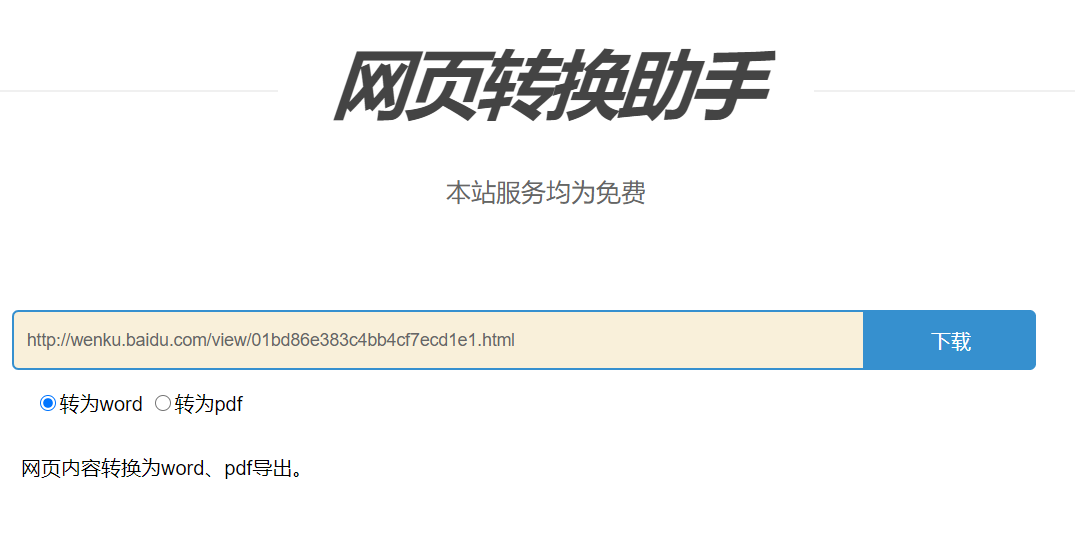 网页转换助手
本站服务均为免费
http://wenku.baidu.com/view/01bd86e383c4bb4cf7ecd1e1.html
下载
转为word 转为pdf
网页内容转换为word、pdf导出。